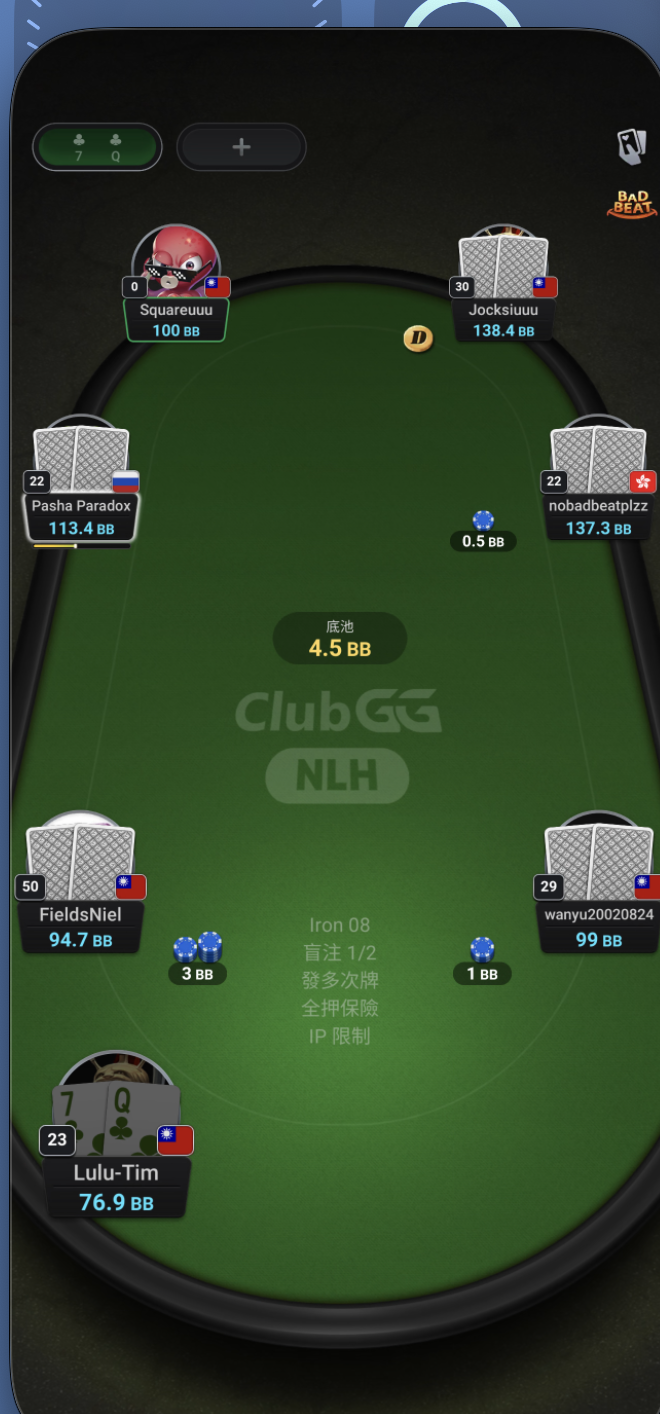 7 Q
+
BAD
BEAT
0
Squareuuu
100 BB
30
Jocksiuuu
138.4 BB
D
22
Pasha Paradox
113.4 BB
22
nobadbeatplzz
137.3 BB
0.5 BB
底池
4.5 BB
ClubGG
NLH
50
FieldsNiel
94.7 BB
29
wanyu20020824
99 BB
3 BB
1 BB
Iron 08
盲注 1/2
發多次牌
全押保險
IP 限制
7 Q
23
Lulu-Tim
76.9 BB